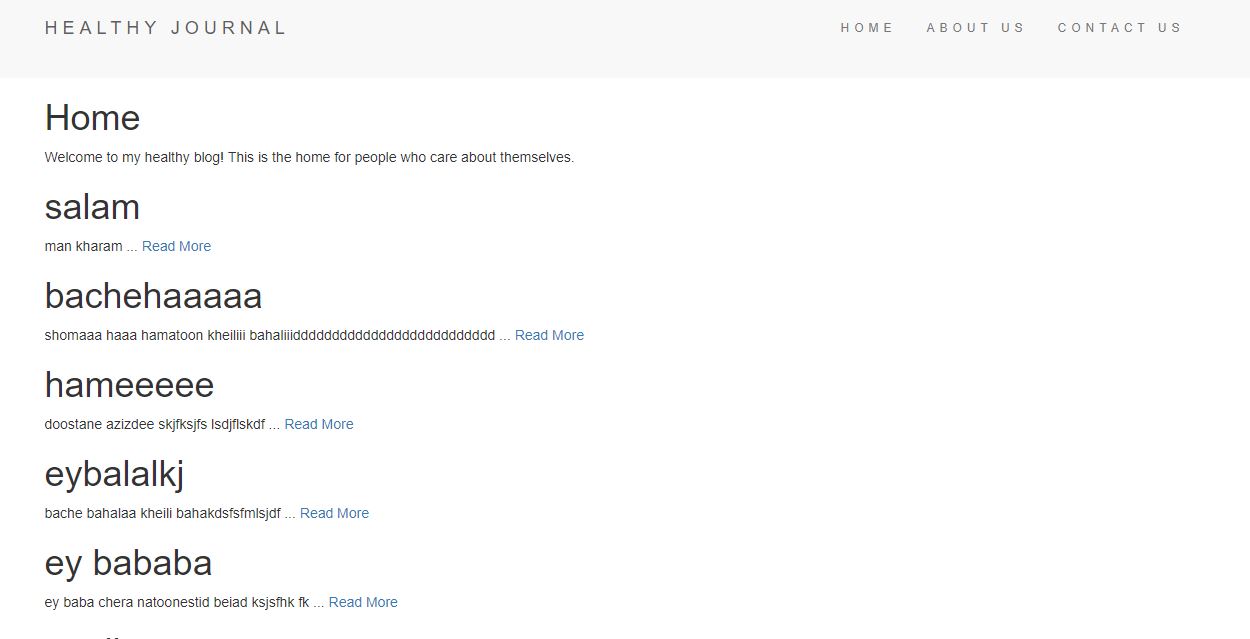 HEALTHY JOURNAL
HOME ABOUT US CONTACT US
Home
Welcome to my healthy blog! This is the home for people who care about themselves.
salam
man kharam ... Read More
bachehaaaaa
shomaaa haaa hamatoon kheiliii bahaliiidddddddddddddddddddddddddd ... Read More
hameeeee
doostane azizdee skjfksjfs lsdjflskdf ... Read More
eybalalkj
bache bahalaa kheili bahakdsfsfmlsjdf ... Read More
ey bababa
ey baba chera natoonestid beiad ksjsfhk fk ... Read More